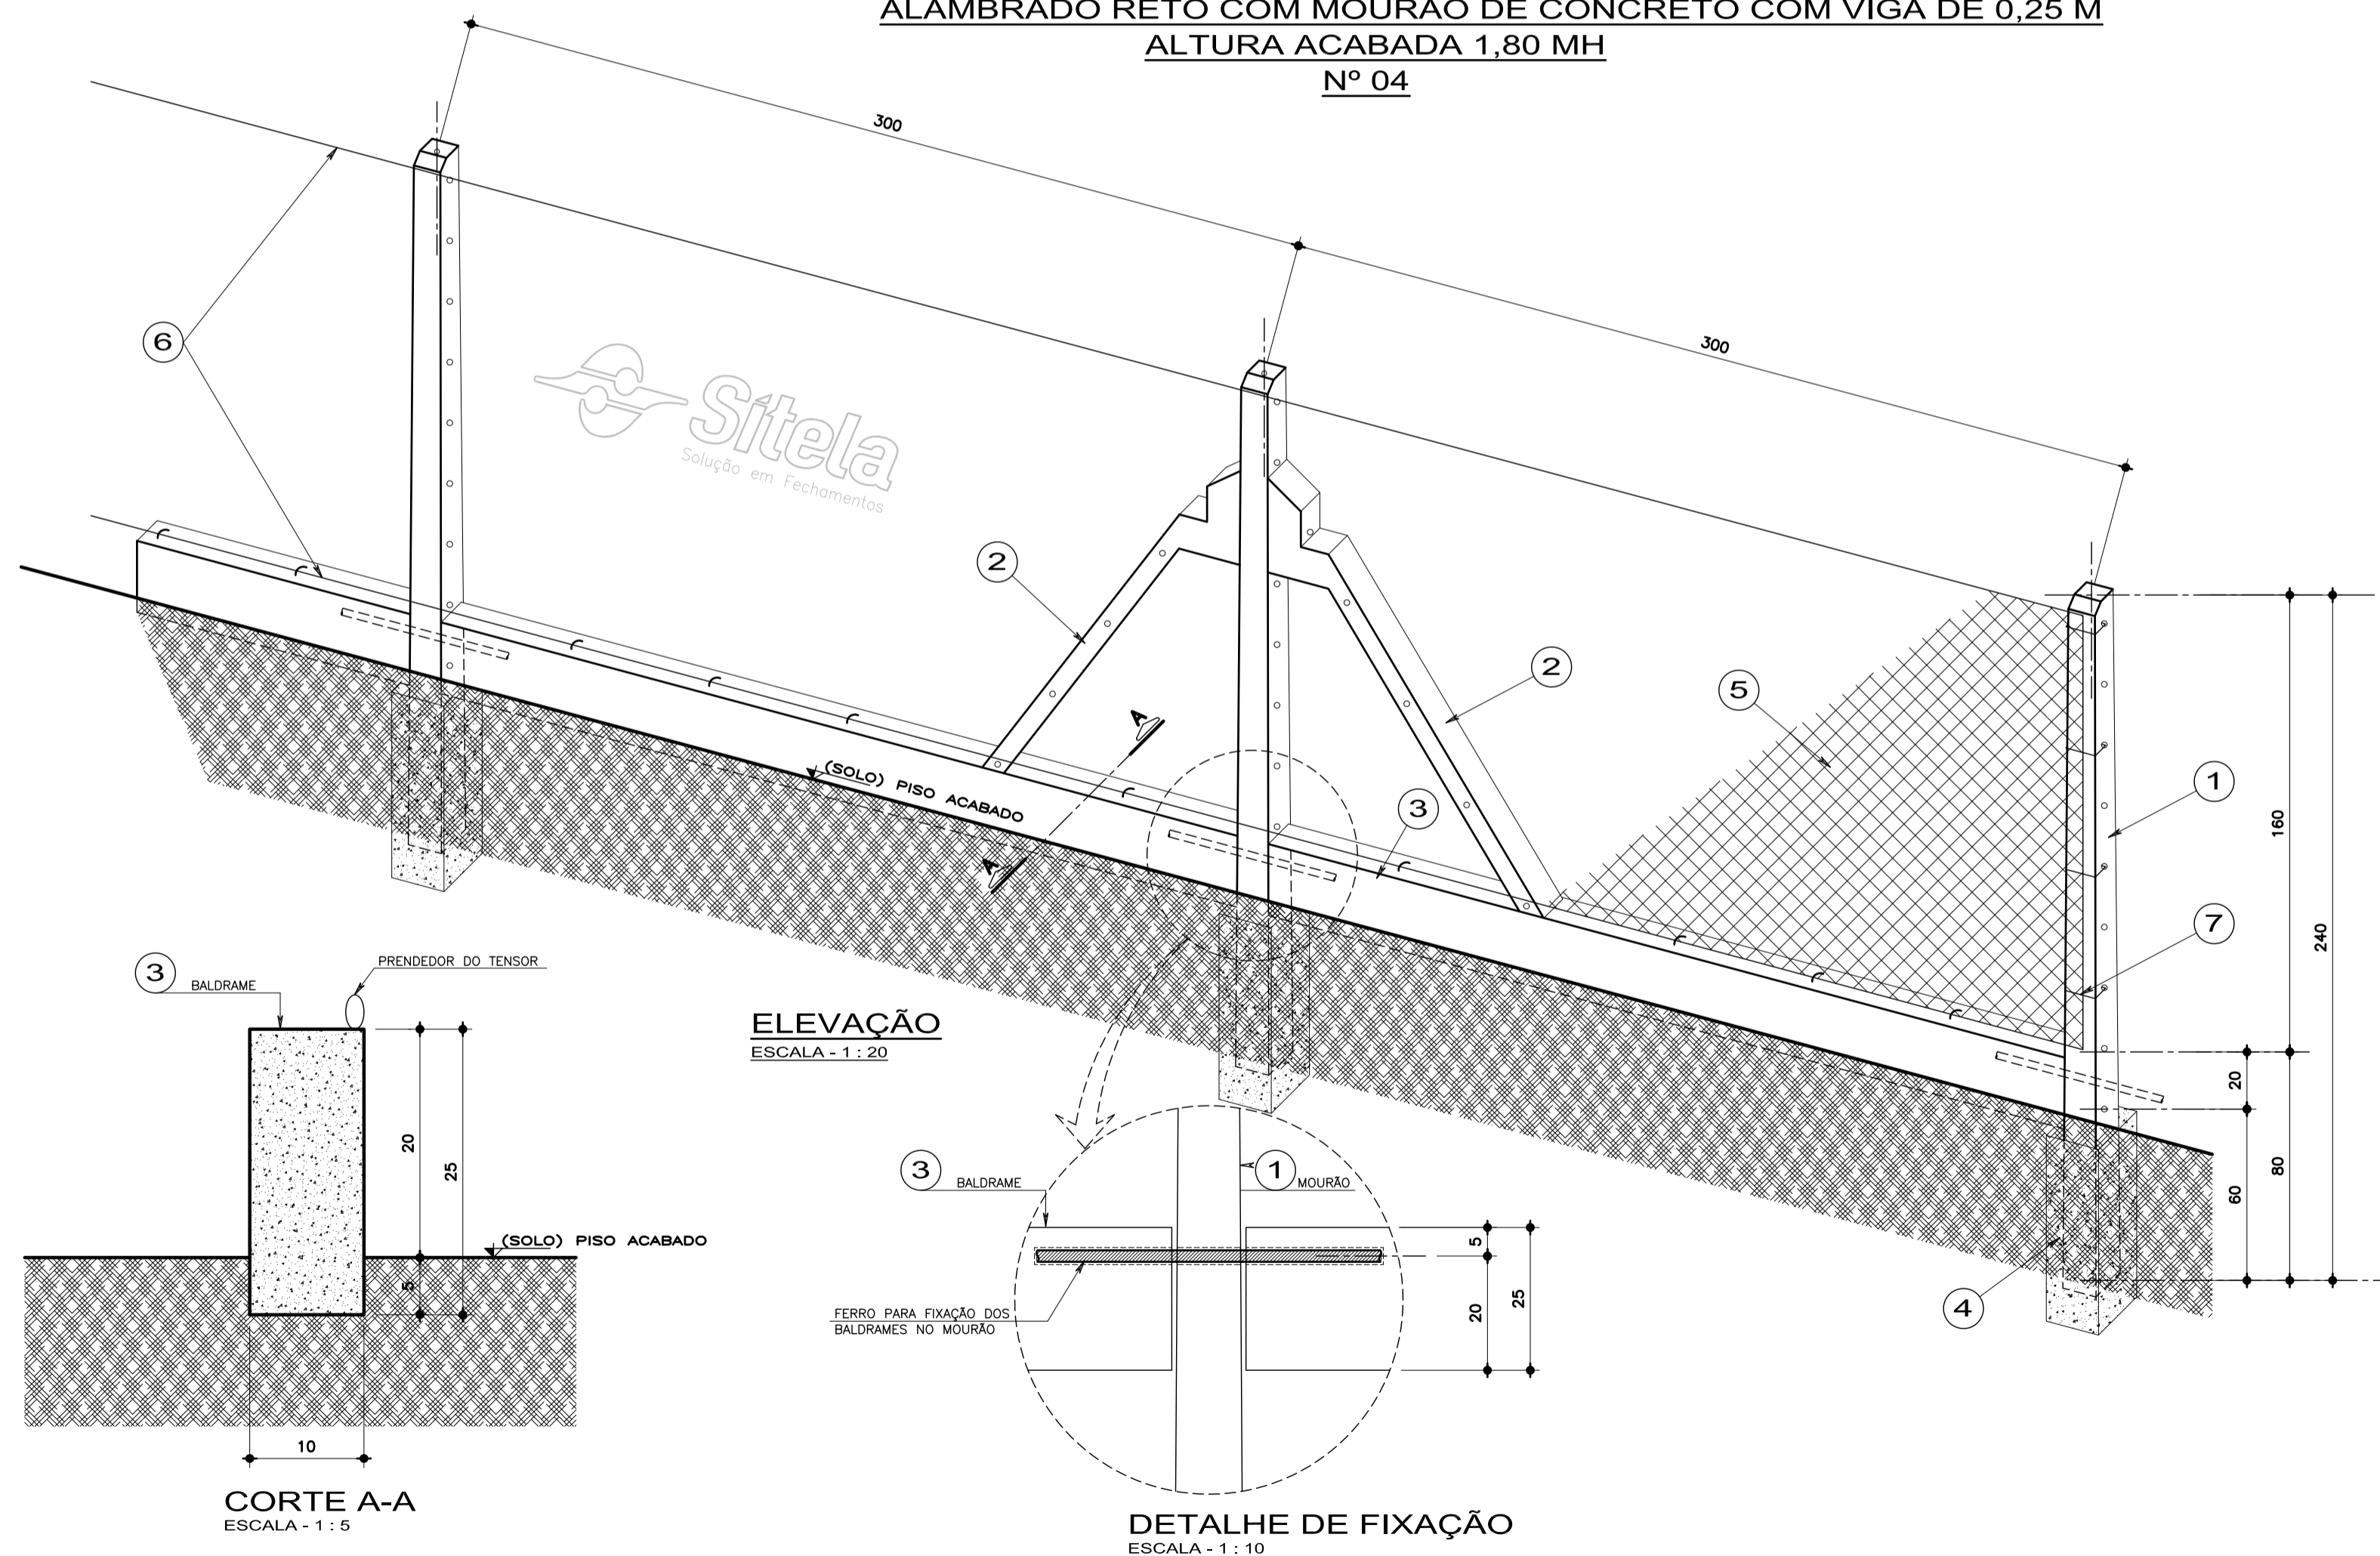 ALAMBRADO RETO COM MOURÃO DE CONCRETO COM VIGA DE 0,25 M
ALTURA ACABADA 1,80 MH
Nº 04
300
300
6
Sítela
Solução em Fechamentos
2
2
5
1
160
240
3
A
A
(SOLO) PISO ACABADO
7
20
80
60
4
ELEVAÇÃO
ESCALA - 1 : 20
3
BALDRAME
PRENDEDOR DO TENSOR
20
25
5
(SOLO) PISO ACABADO
10
CORTE A-A
ESCALA - 1 : 5
3
BALDRAME
1
MOURÃO
5
20
25
FERRO PARA FIXAÇÃO DOS
BALDRAMES NO MOURÃO
DETALHE DE FIXAÇÃO
ESCALA - 1 : 10